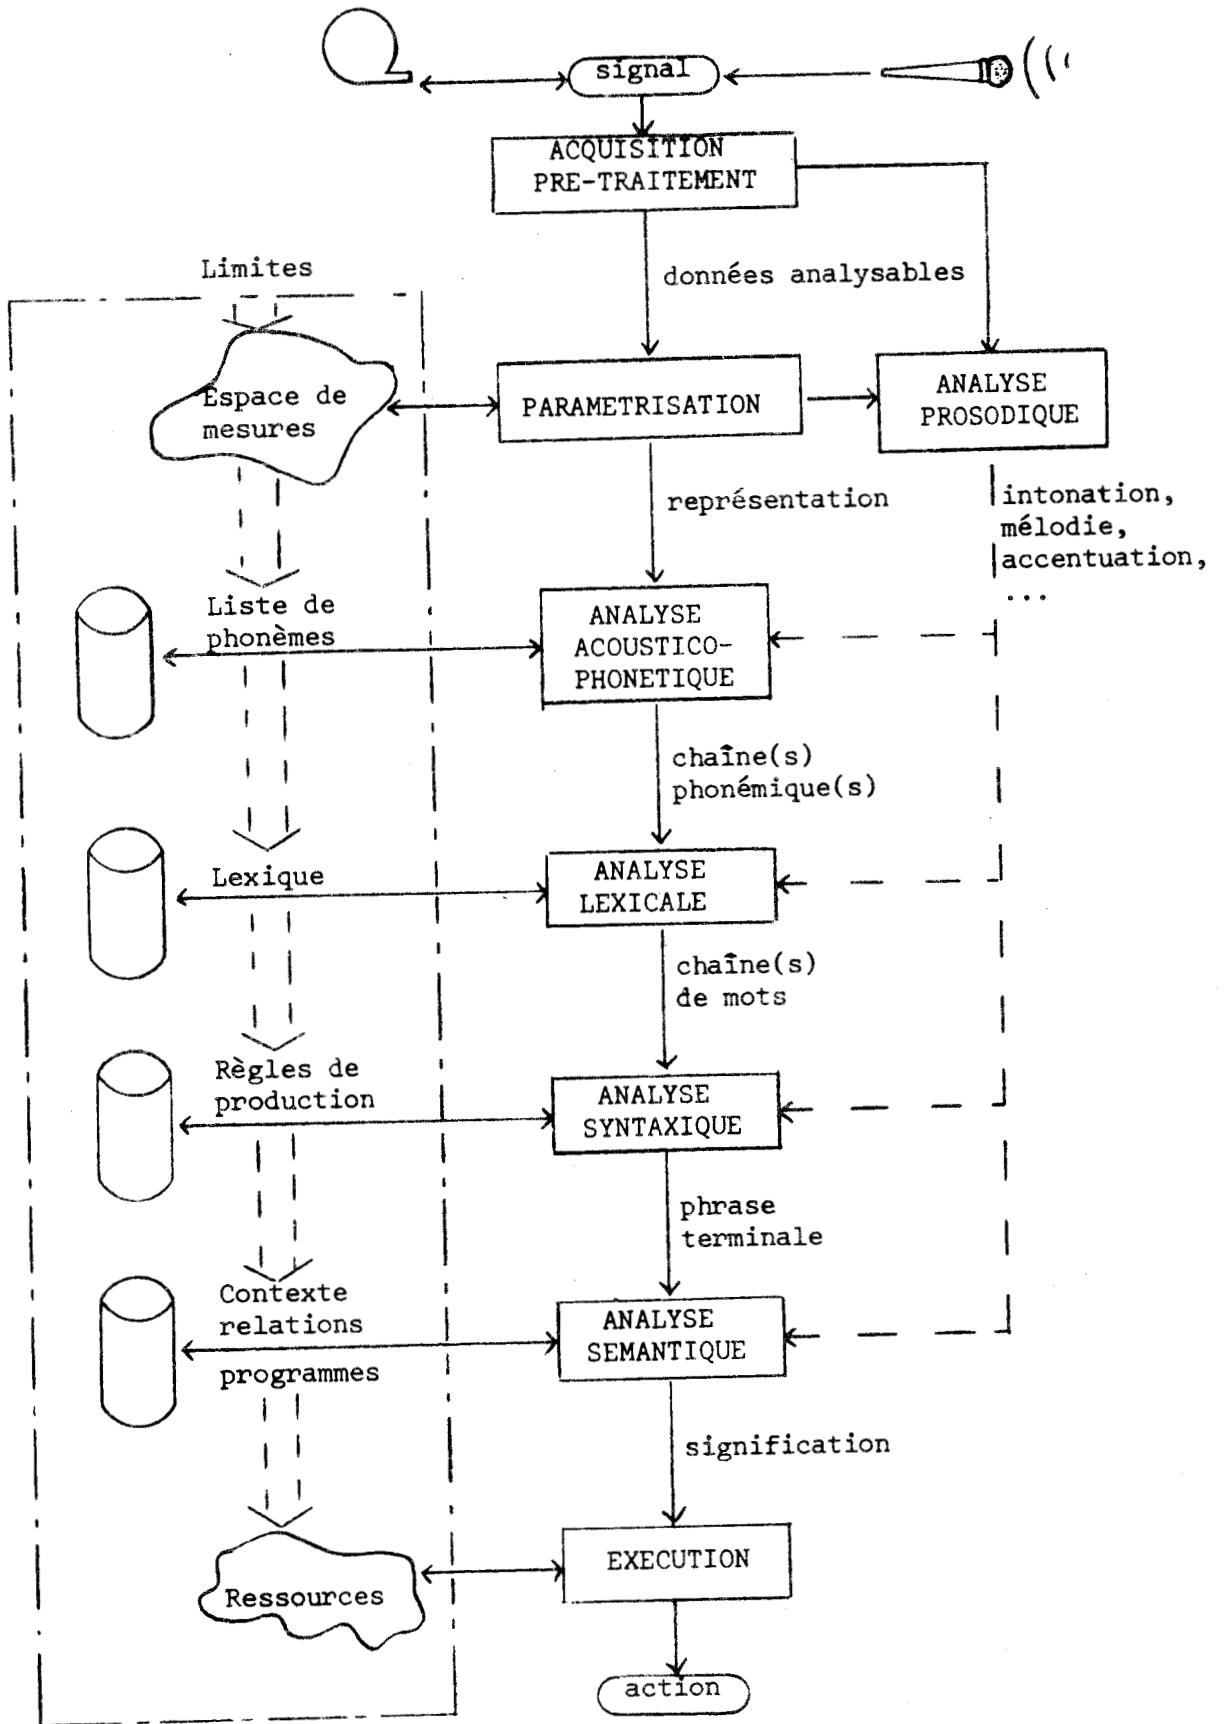 signal
ACQUISITION
PRE-TRAITEMENT
Limites
données analysables
Espace de
mesures
PARAMETRISATION
ANALYSE
PROSODIQUE
représentation
intonation,
mélodie,
accentuation,
...
Liste de
phonèmes
ANALYSE
ACOUSTICO-
PHONETIQUE
chaîne(s)
phonémique(s)
Lexique
ANALYSE
LEXICALE
chaîne(s)
de mots
Règles de
production
ANALYSE
SYNTAXIQUE
phrase
terminale
Contexte
relations
programmes
ANALYSE
SEMANTIQUE
signification
Ressources
EXECUTION
action